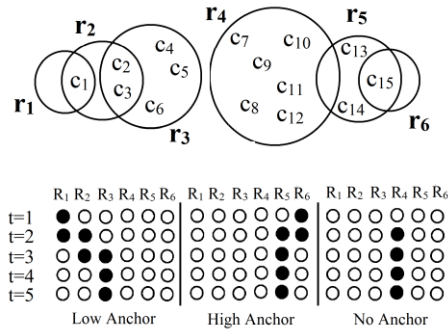 r₂ r₄ r₅
c₄ c₇ c₁₀ c₁₃
c₂ c₅ c₉
c₁ c₃ c₁₁ c₁₅
r₁ c₆ r₃ c₈ c₁₂ c₁₄ r₆
R₁ R₂ R₃ R₄ R₅ R₆ R₁ R₂ R₃ R₄ R₅ R₆ R₁ R₂ R₃ R₄ R₅ R₆
t=1
t=2
t=3
t=4
t=5
Low Anchor High Anchor No Anchor